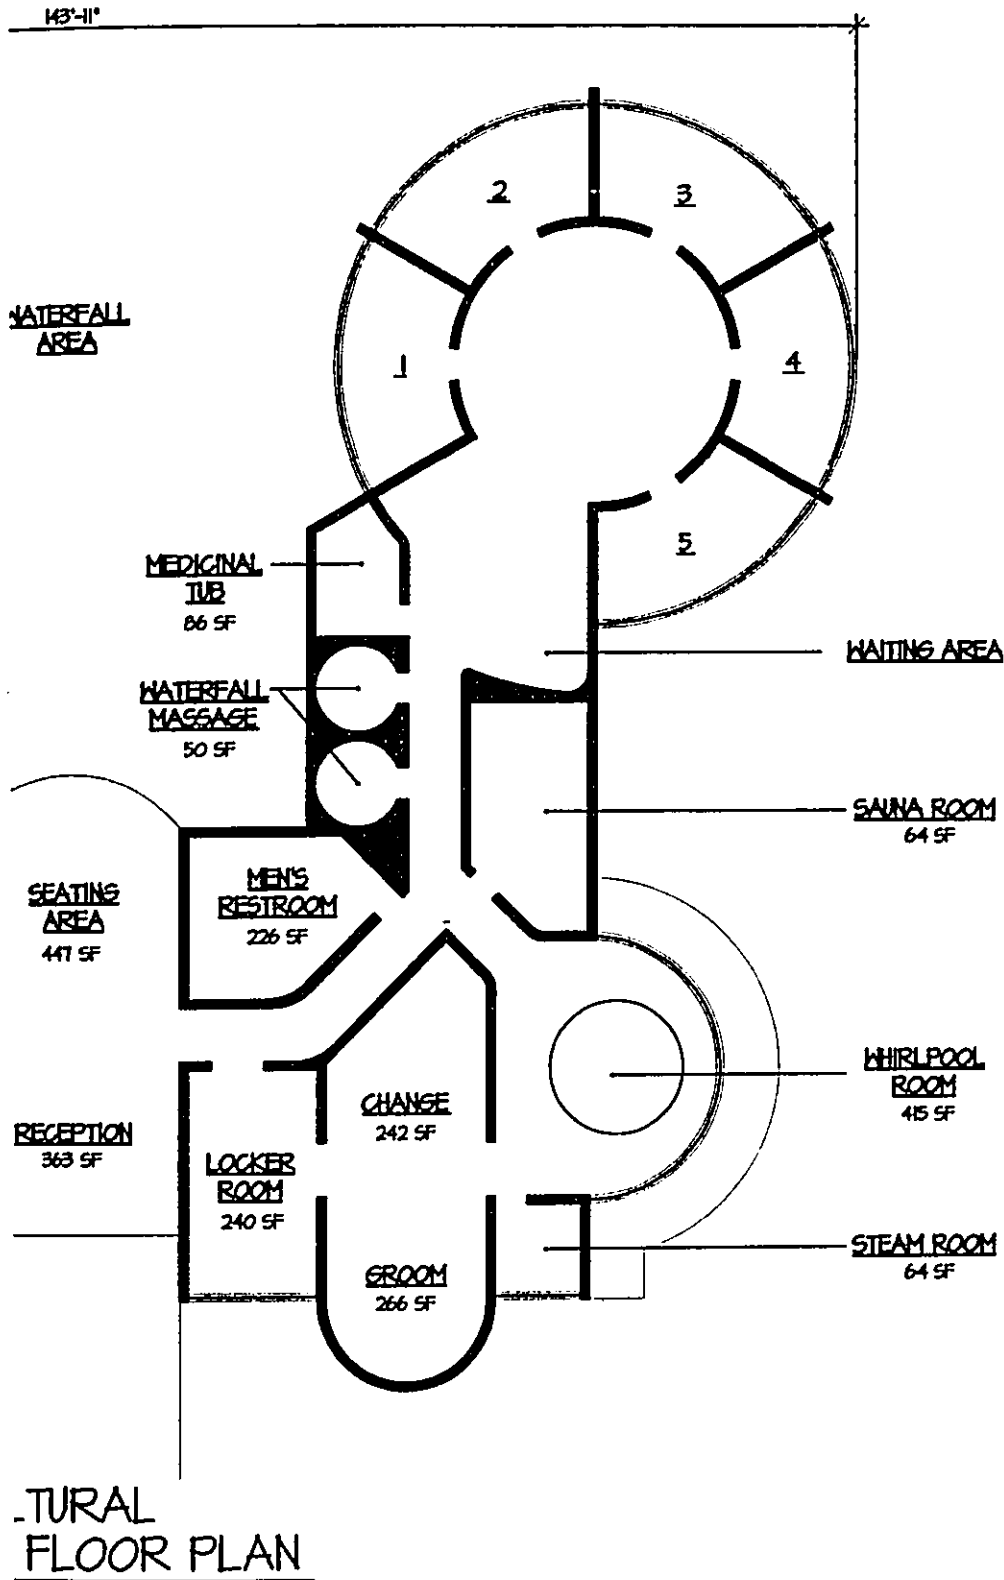 143'-11"
2
3
WATERFALL
AREA
1
4
5
MEDICINAL
TUB
86 SF
WAITING AREA
WATERFALL
MASSAGE
50 SF
SAUNA ROOM
64 SF
MEN'S
RESTROOM
226 SF
SEATING
AREA
447 SF
WHIRLPOOL
ROOM
415 SF
CHANGE
242 SF
RECEPTION
363 SF
LOCKER
ROOM
240 SF
STEAM ROOM
64 SF
GROOM
266 SF
TURAL
FLOOR PLAN